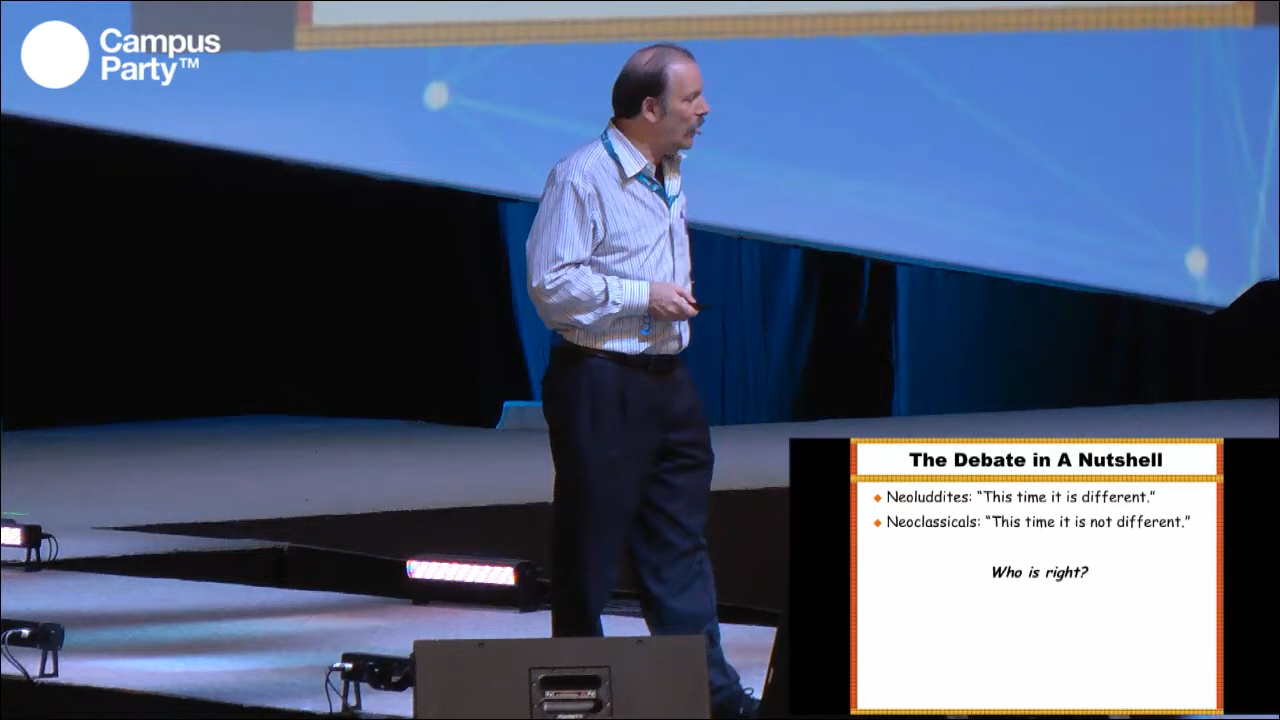 Campus
Party™
The Debate in A Nutshell
◆ Neoluddites: “This time it is different.”
◆ Neoclassicals: “This time it is not different.”
Who is right?